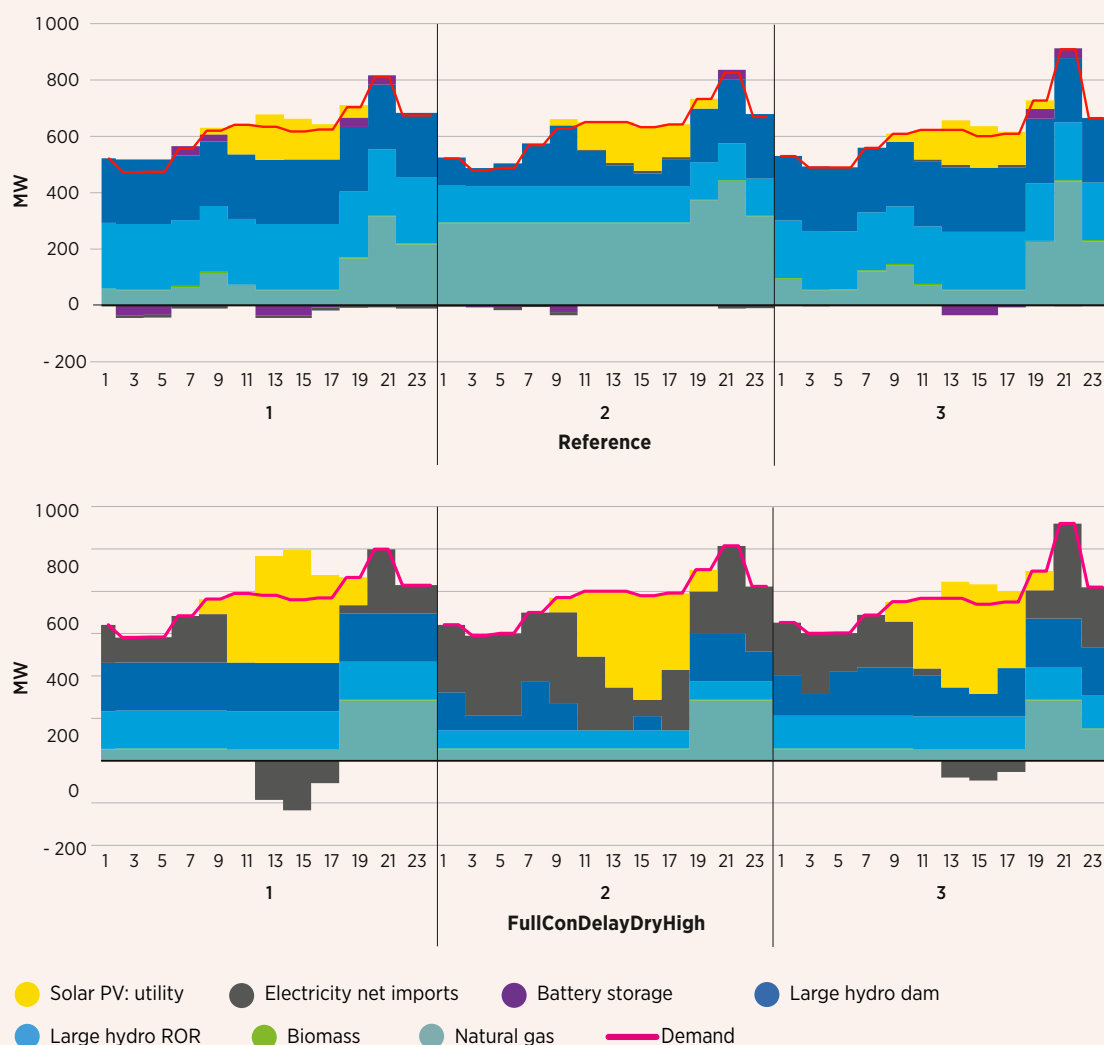 1 000
800
600
400
200
0
- 200
MW
1 3 5 7 9 11 13 15 17 19 21 23 1 3 5 7 9 11 13 15 17 19 21 23 1 3 5 7 9 11 13 15 17 19 21 23
1 2 3
Reference
1 000
800
600
400
200
0
- 200
MW
1 3 5 7 9 11 13 15 17 19 21 23 1 3 5 7 9 11 13 15 17 19 21 23 1 3 5 7 9 11 13 15 17 19 21 23
1 2 3
FullConDelayDryHigh
Solar PV: utility Electricity net imports Battery storage Large hydro dam
Large hydro ROR Biomass Natural gas Demand